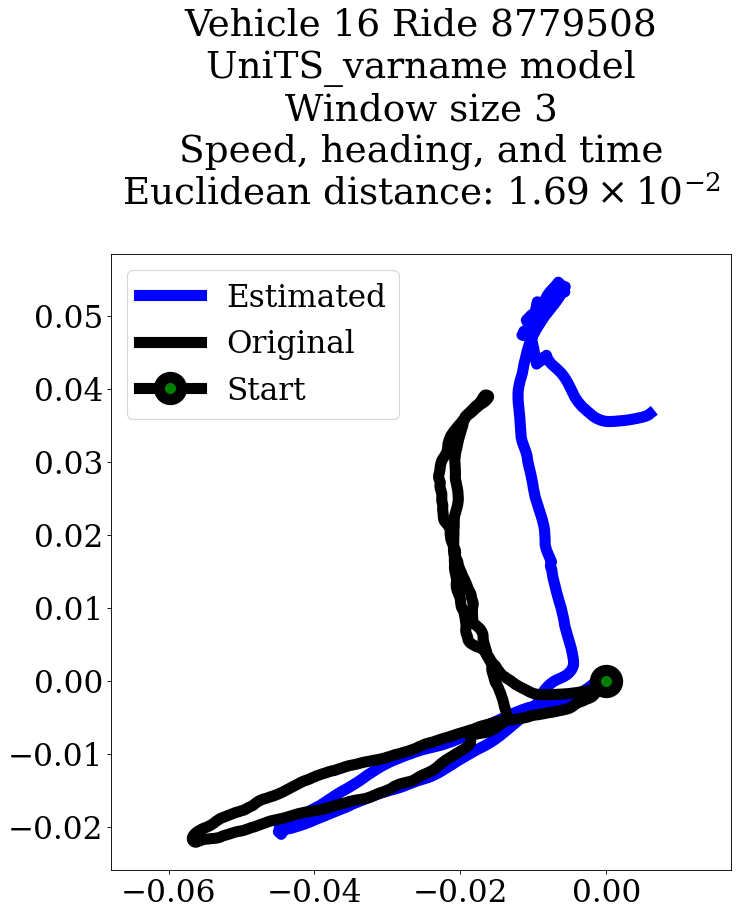 Vehicle 16 Ride 8779508
UniTS_varname model
Window size 3
Speed, heading, and time
Euclidean distance: 1.69 × 10⁻²
Estimated
Original
Start
0.05
0.04
0.03
0.02
0.01
0.00
−0.01
−0.02
−0.06 −0.04 −0.02 0.00